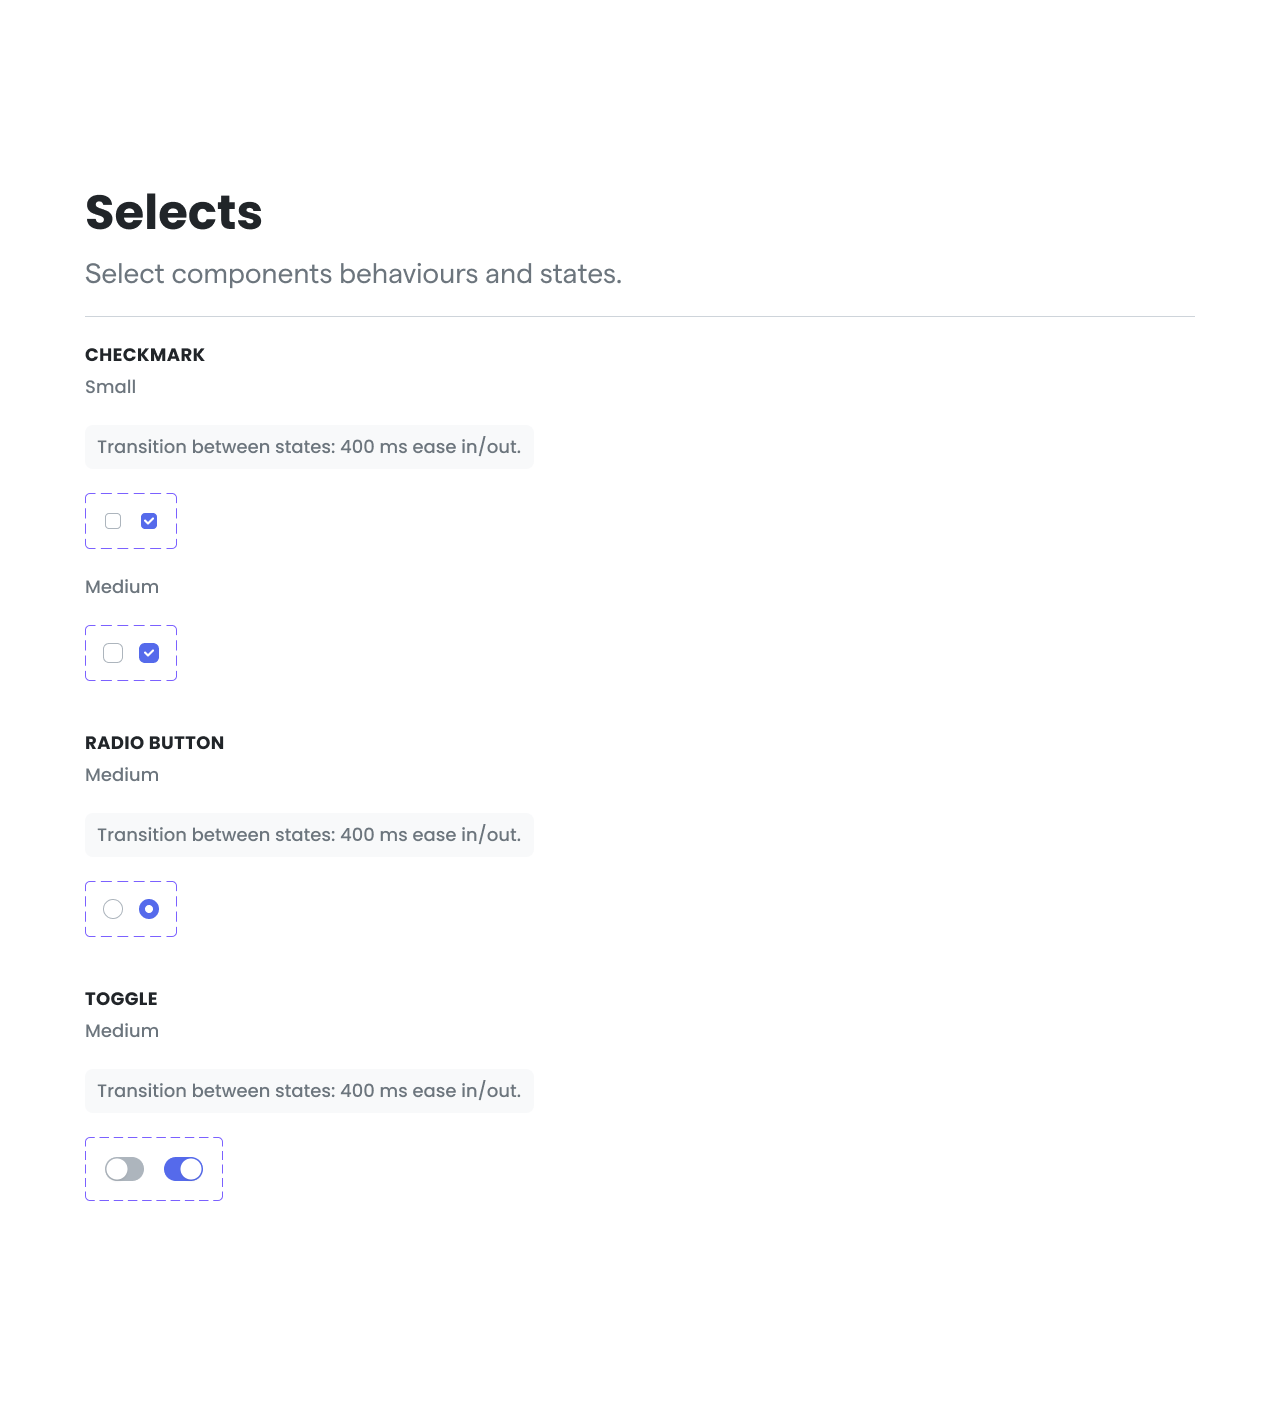 Selects
Select components behaviours and states.
CHECKMARK
Small
Transition between states: 400 ms ease in/out.
Medium
RADIO BUTTON
Medium
Transition between states: 400 ms ease in/out.
TOGGLE
Medium
Transition between states: 400 ms ease in/out.